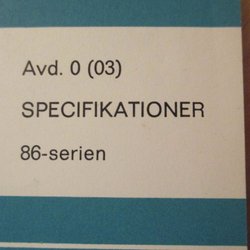 Avd. 0 (03)
SPECIFIKATIONER
86-serien